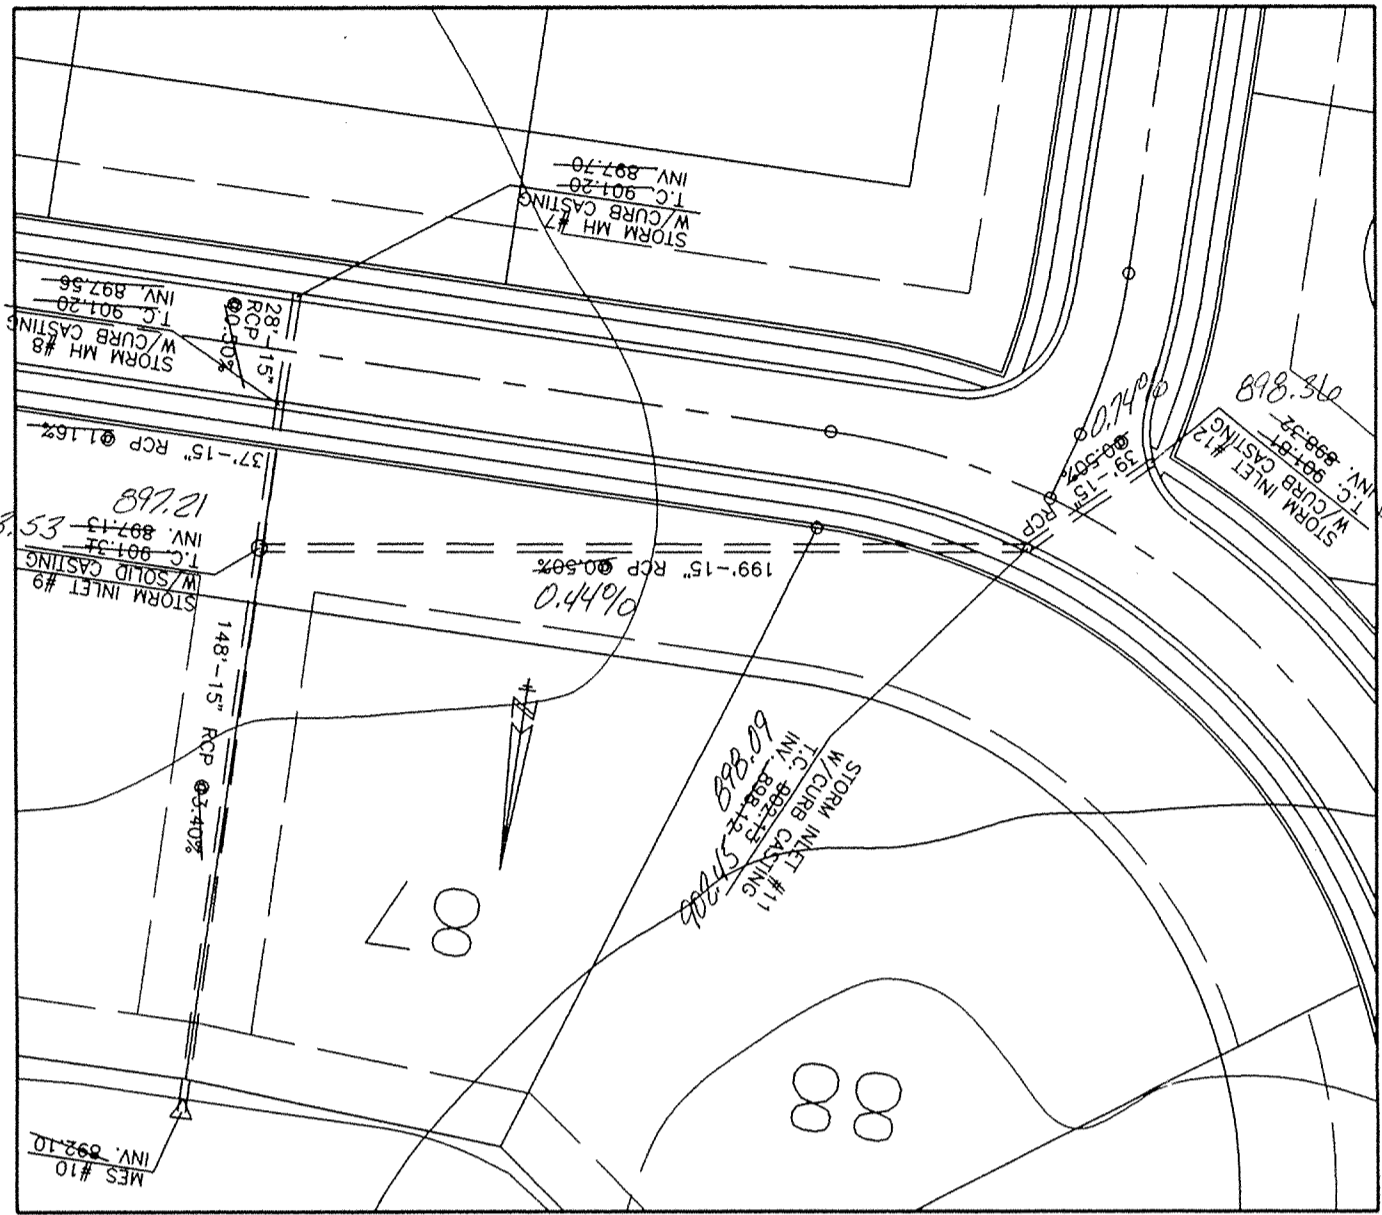 STORM MH #7
W/CURB CASTING
T.C. 901.20
INV 897.70
STORM MH #8
W/CURB CASTING
T.C. 901.20
INV. 897.56
28'-15"
RCP
@0.50%
37'-15" RCP @1.16%
897.21
STORM INLET #9
W/SOLID CASTING
T.C. 901.31
INV. 897.13
199'-15" RCP @0.50%
0.44%
0.74%
39'-15" RCP
@0.50%
898.36
STORM INLET #12
W/CURB CASTING
T.C. 901.81
INV. 898.32
148'-15" RCP @3.40%
N
STORM INLET #11
W/CURB CASTING
T.C. 902.13
INV. 898.12
898.09
902.45
87
88
MES #10
INV. 892.10